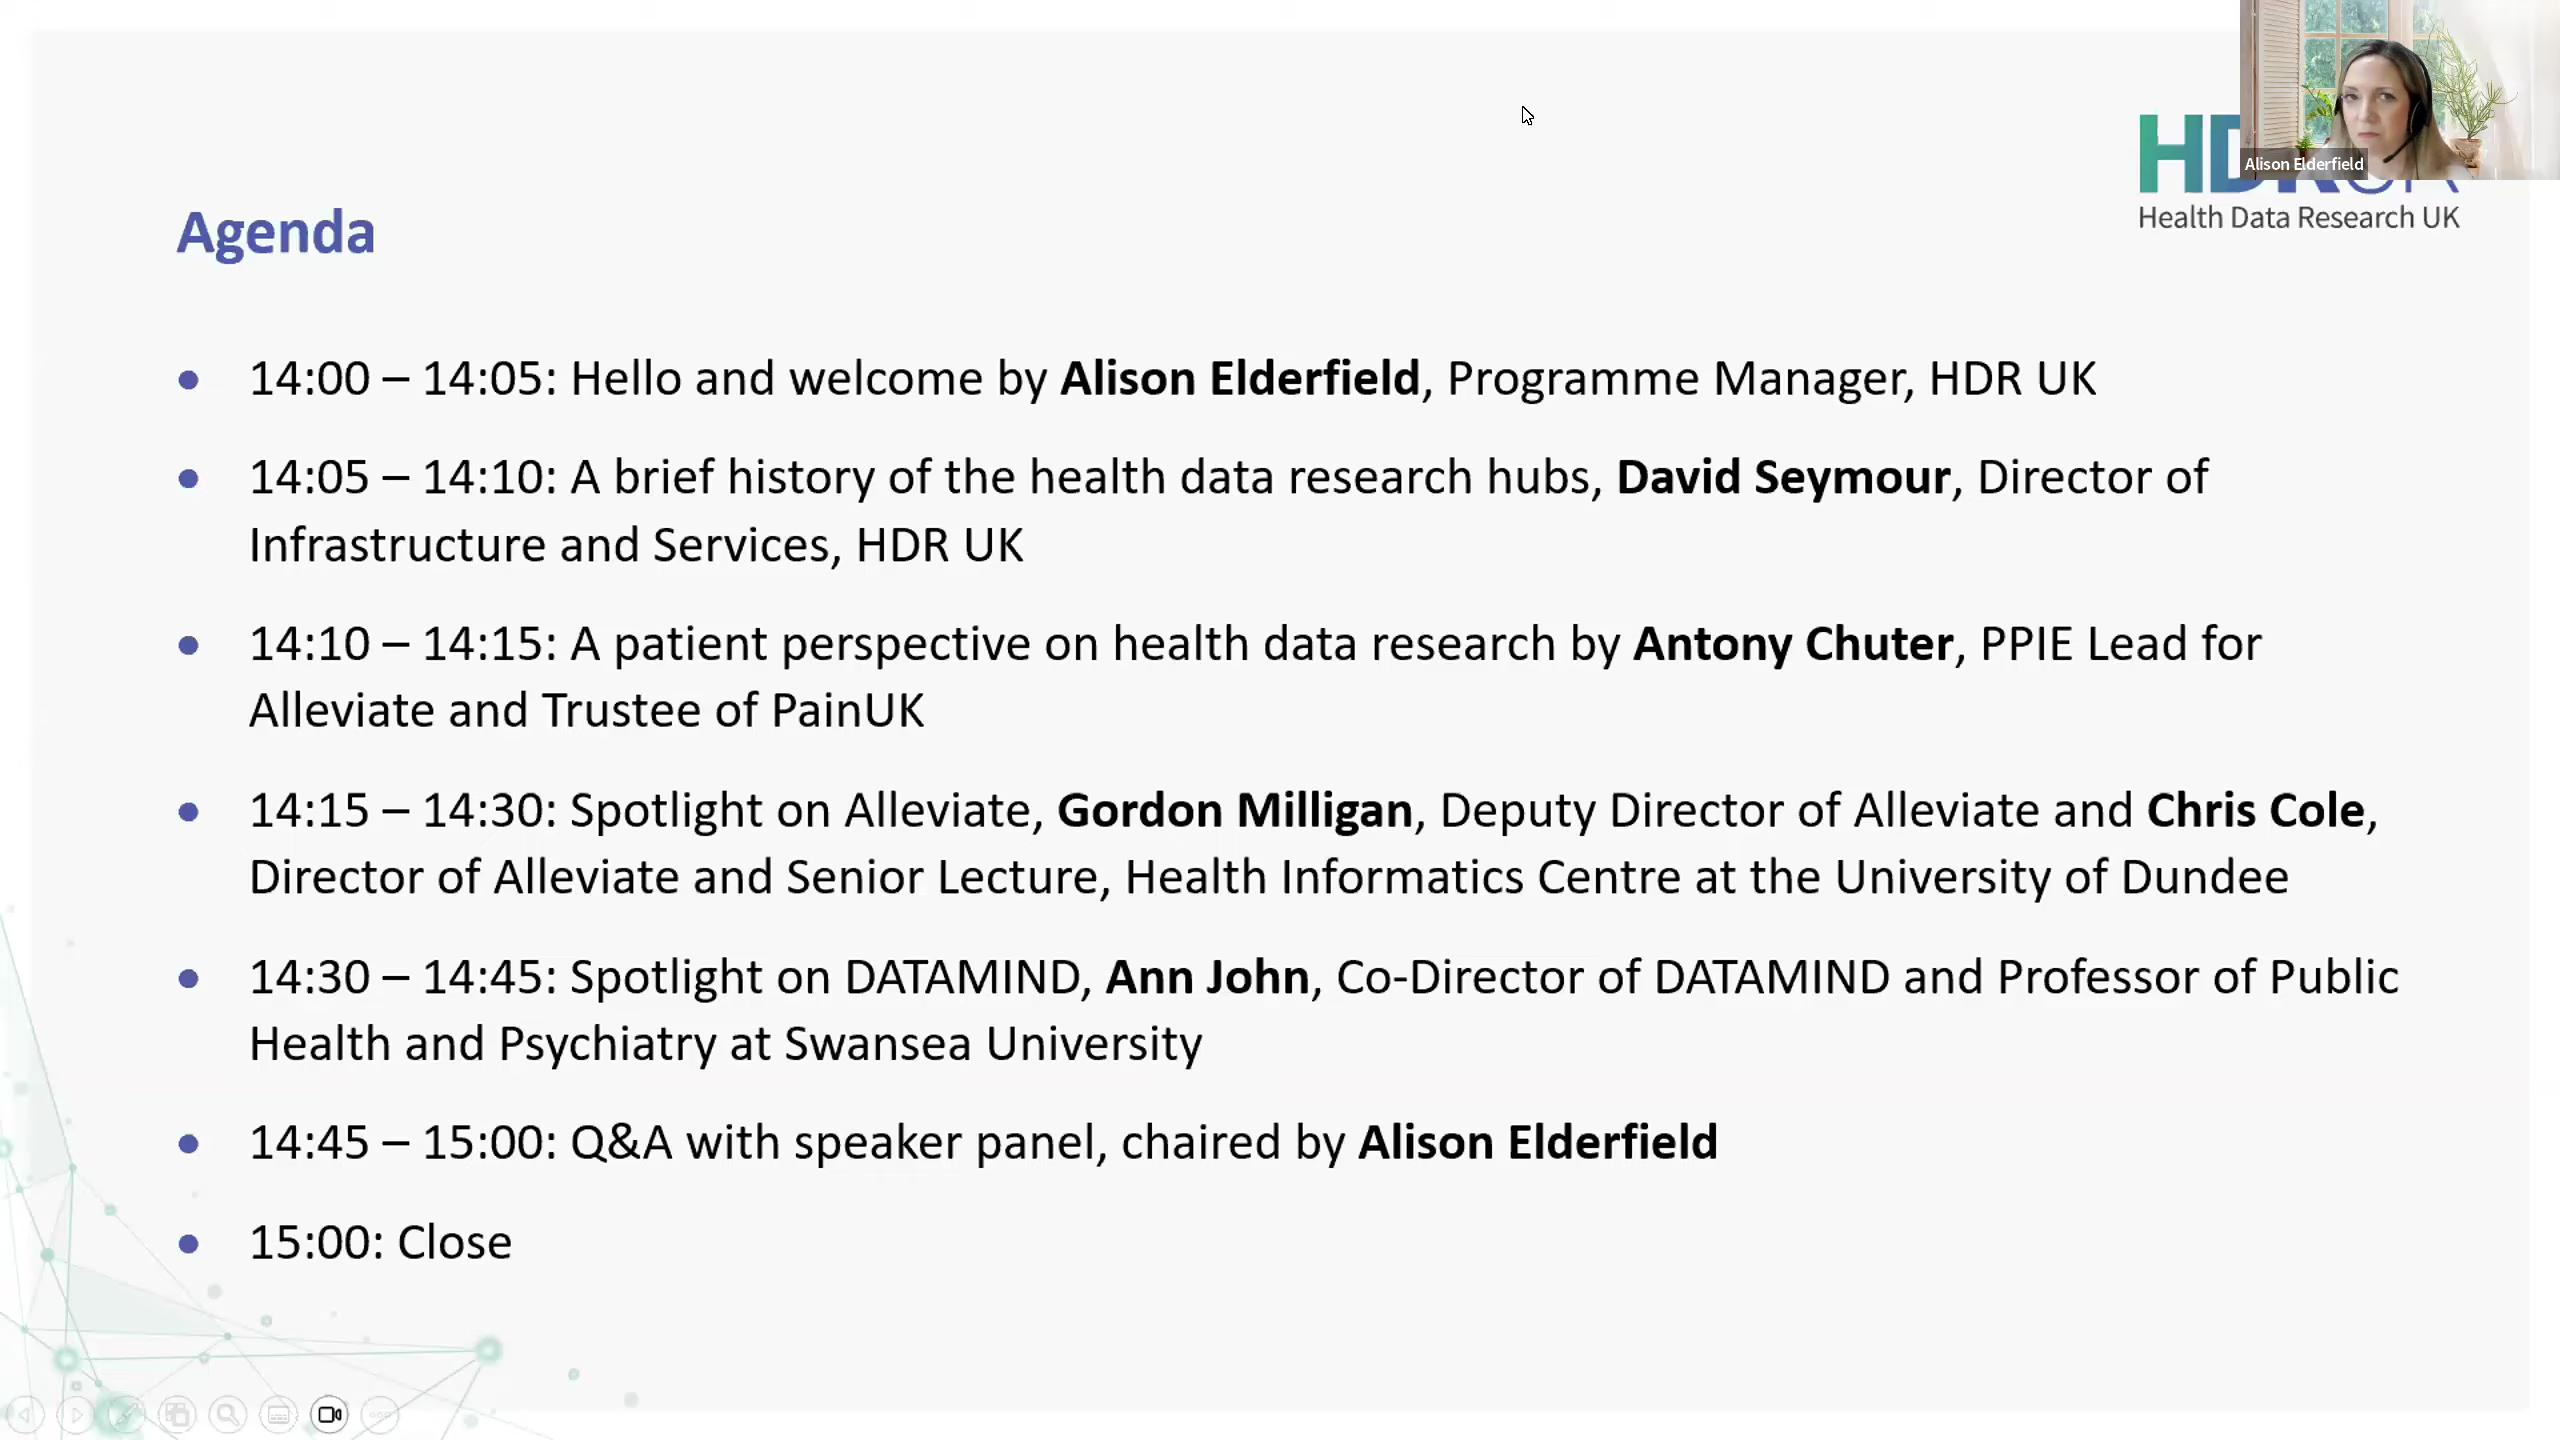 Alison Elderfield
Health Data Research UK
Agenda
14:00 – 14:05: Hello and welcome by Alison Elderfield, Programme Manager, HDR UK
14:05 – 14:10: A brief history of the health data research hubs, David Seymour, Director of
Infrastructure and Services, HDR UK
14:10 – 14:15: A patient perspective on health data research by Antony Chuter, PPIE Lead for
Alleviate and Trustee of PainUK
14:15 – 14:30: Spotlight on Alleviate, Gordon Milligan, Deputy Director of Alleviate and Chris Cole,
Director of Alleviate and Senior Lecture, Health Informatics Centre at the University of Dundee
14:30 – 14:45: Spotlight on DATAMIND, Ann John, Co-Director of DATAMIND and Professor of Public
Health and Psychiatry at Swansea University
14:45 – 15:00: Q&A with speaker panel, chaired by Alison Elderfield
15:00: Close